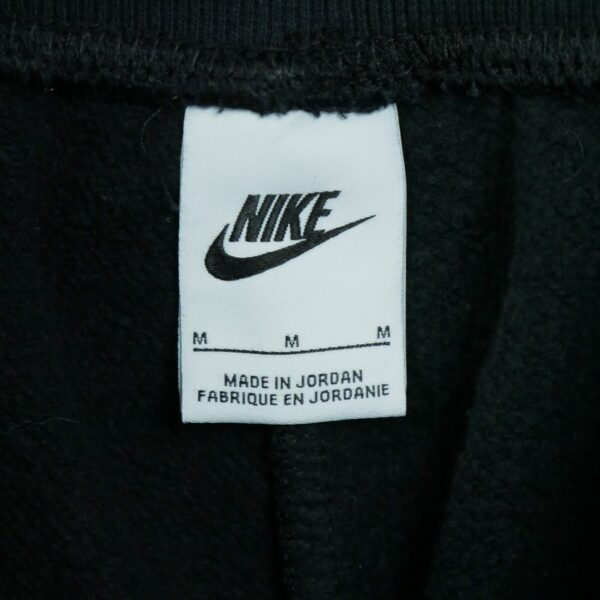 NIKE
M M M
MADE IN JORDAN
FABRIQUE EN JORDANIE